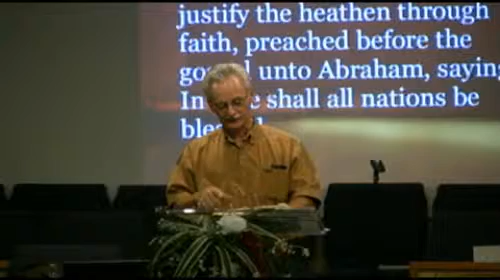 justify the heathen through
faith, preached before the
unto Abraham, saying
In shall all nations be